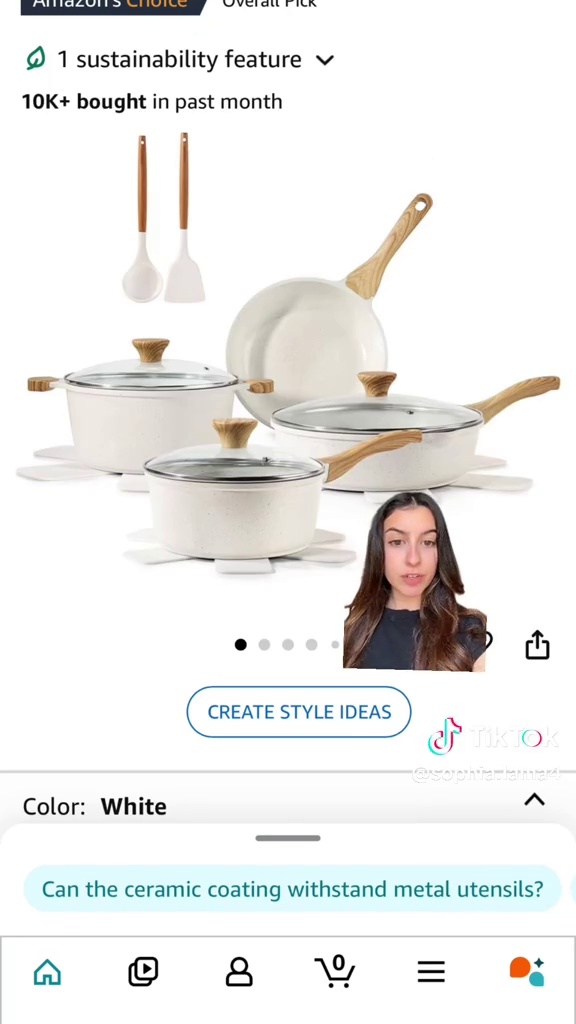 Amazon's Choice Overall Pick
1 sustainability feature
10K+ bought in past month
CREATE STYLE IDEAS
TikTok
@sophia.lama4
Color: White
Can the ceramic coating withstand metal utensils?
0